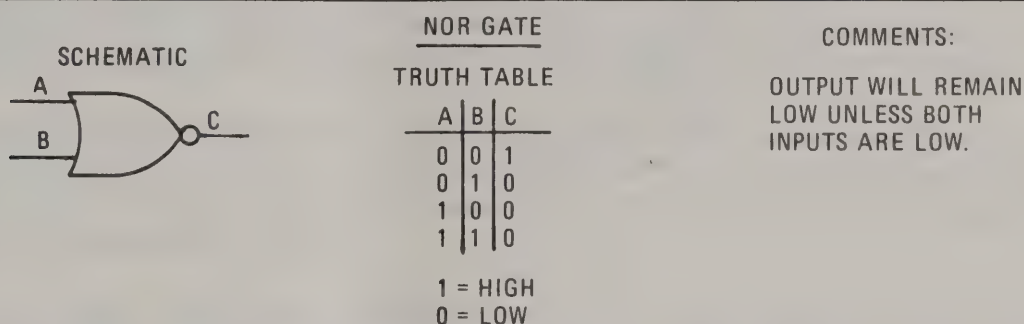 SCHEMATIC
A
B
C
NOR GATE
TRUTH TABLE
A B C
0 0 1
0 1 0
1 0 0
1 1 0
1 = HIGH
0 = LOW
COMMENTS:
OUTPUT WILL REMAIN
LOW UNLESS BOTH
INPUTS ARE LOW.